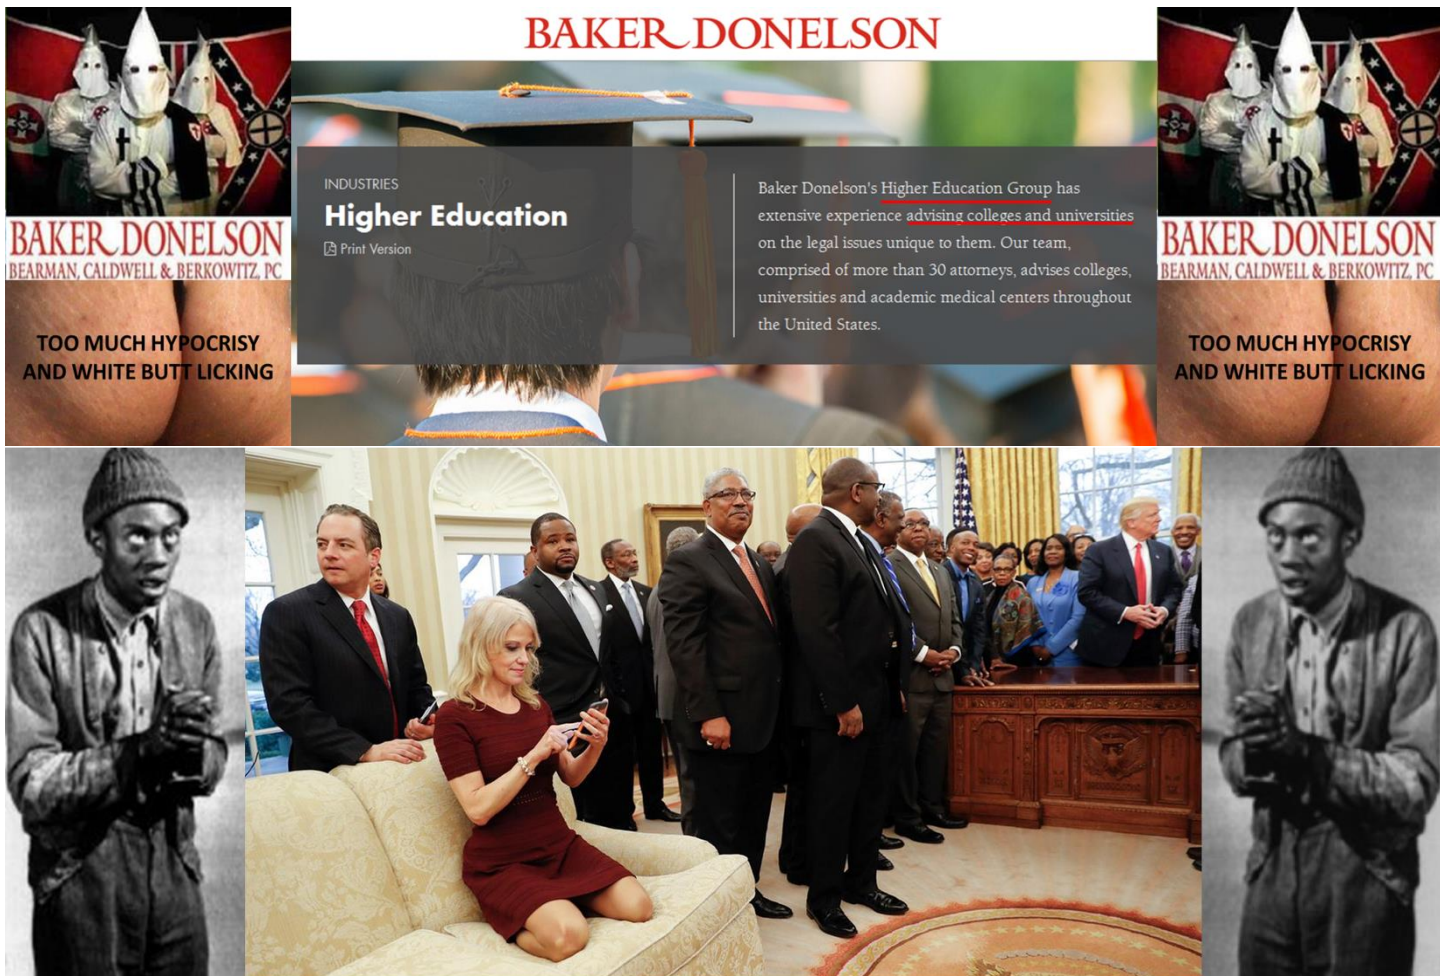 BAKER DONELSON
BAKER DONELSON
BEARMAN, CALDWELL & BERKOWITZ, PC
TOO MUCH HYPOCRISY
AND WHITE BUTT LICKING
INDUSTRIES
Higher Education
Print Version
Baker Donelson's Higher Education Group has
extensive experience advising colleges and universities
on the legal issues unique to them. Our team,
comprised of more than 30 attorneys, advises colleges,
universities and academic medical centers throughout
the United States.
BAKER DONELSON
BEARMAN, CALDWELL & BERKOWITZ, PC
TOO MUCH HYPOCRISY
AND WHITE BUTT LICKING